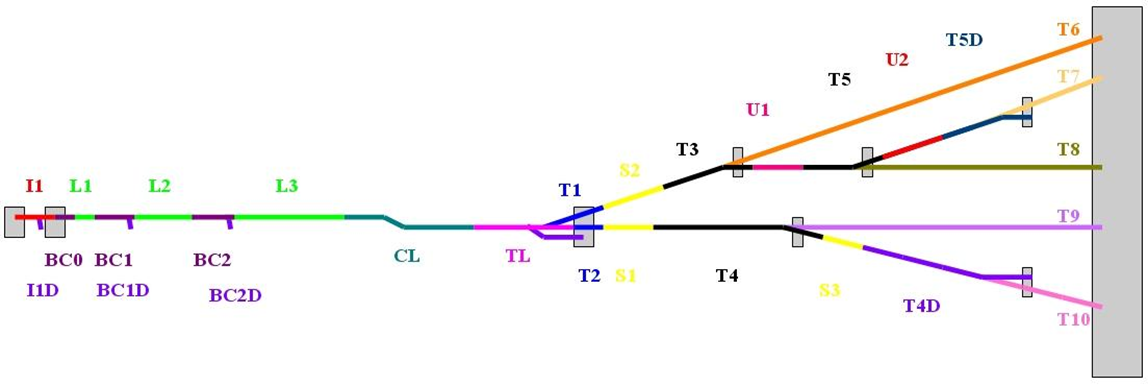 T6
T5D
U2
T7
T5
U1
T3
T8
S2
I1 L1 L2 L3
T1
T9
BC0 BC1 BC2
CL TL
T2 S1 T4 S3
I1D BC1D BC2D
T4D
T10